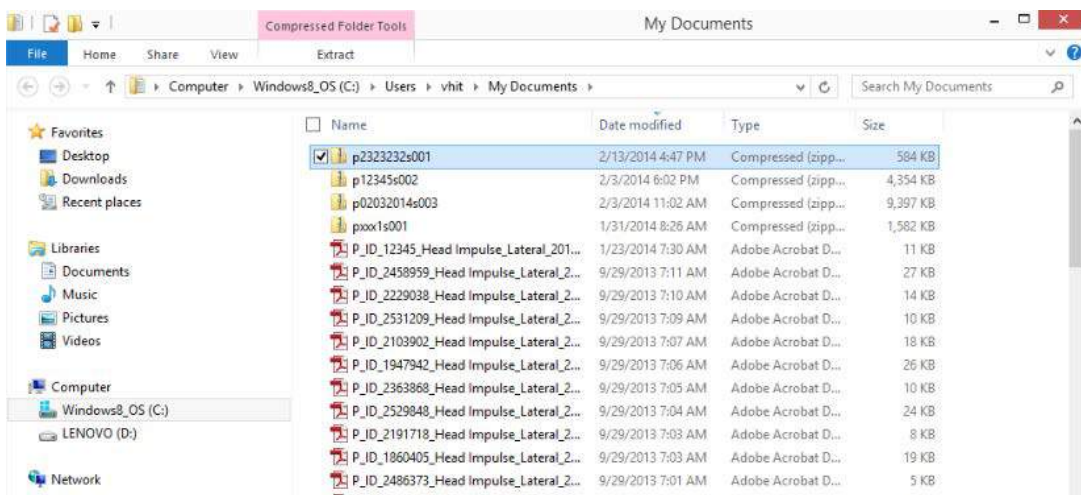 Compressed Folder Tools
My Documents
File Home Share View Extract
Computer Windows8_OS (C:) Users vhit My Documents
Search My Documents
Favorites
Desktop
Downloads
Recent places
Libraries
Documents
Music
Pictures
Videos
Computer
Windows8_OS (C:)
LENOVO (D:)
Network
Name Date modified Type Size
p2323232s001 2/13/2014 4:47 PM Compressed (zipp... 584 KB
p12345s002 2/3/2014 6:02 PM Compressed (zipp... 4,354 KB
p02032014s003 2/3/2014 11:02 AM Compressed (zipp... 9,397 KB
pxxx1s001 1/31/2014 8:26 AM Compressed (zipp... 1,582 KB
P_ID_12345_Head Impulse_Lateral_201... 1/23/2014 7:30 AM Adobe Acrobat D... 11 KB
P_ID_2458959_Head Impulse_Lateral_2... 9/29/2013 7:11 AM Adobe Acrobat D... 27 KB
P_ID_2229038_Head Impulse_Lateral_2... 9/29/2013 7:10 AM Adobe Acrobat D... 14 KB
P_ID_2531209_Head Impulse_Lateral_2... 9/29/2013 7:09 AM Adobe Acrobat D... 10 KB
P_ID_2103902_Head Impulse_Lateral_2... 9/29/2013 7:07 AM Adobe Acrobat D... 18 KB
P_ID_1947942_Head Impulse_Lateral_2... 9/29/2013 7:06 AM Adobe Acrobat D... 26 KB
P_ID_2363868_Head Impulse_Lateral_2... 9/29/2013 7:05 AM Adobe Acrobat D... 10 KB
P_ID_2529848_Head Impulse_Lateral_2... 9/29/2013 7:04 AM Adobe Acrobat D... 24 KB
P_ID_2191718_Head Impulse_Lateral_2... 9/29/2013 7:03 AM Adobe Acrobat D... 8 KB
P_ID_1860405_Head Impulse_Lateral_2... 9/29/2013 7:03 AM Adobe Acrobat D... 19 KB
P_ID_2486373_Head Impulse_Lateral_2... 9/29/2013 7:01 AM Adobe Acrobat D... 5 KB